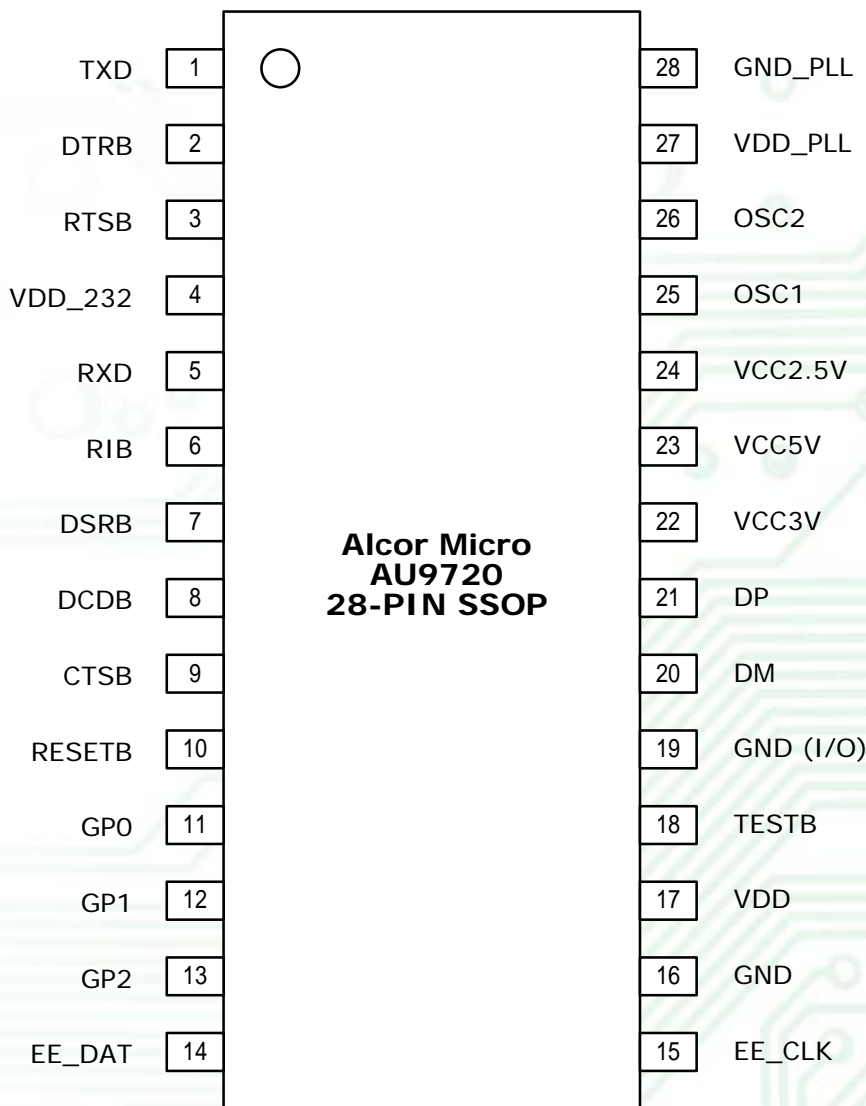 TXD 1 28 GND_PLL
DTRB 2 27 VDD_PLL
RTSB 3 26 OSC2
VDD_232 4 25 OSC1
RXD 5 24 VCC2.5V
RIB 6 23 VCC5V
DSRB 7 22 VCC3V
Alcor Micro
AU9720
28-PIN SSOP
DCDB 8 21 DP
CTSB 9 20 DM
RESETB 10 19 GND (I/O)
GP0 11 18 TESTB
GP1 12 17 VDD
GP2 13 16 GND
EE_DAT 14 15 EE_CLK